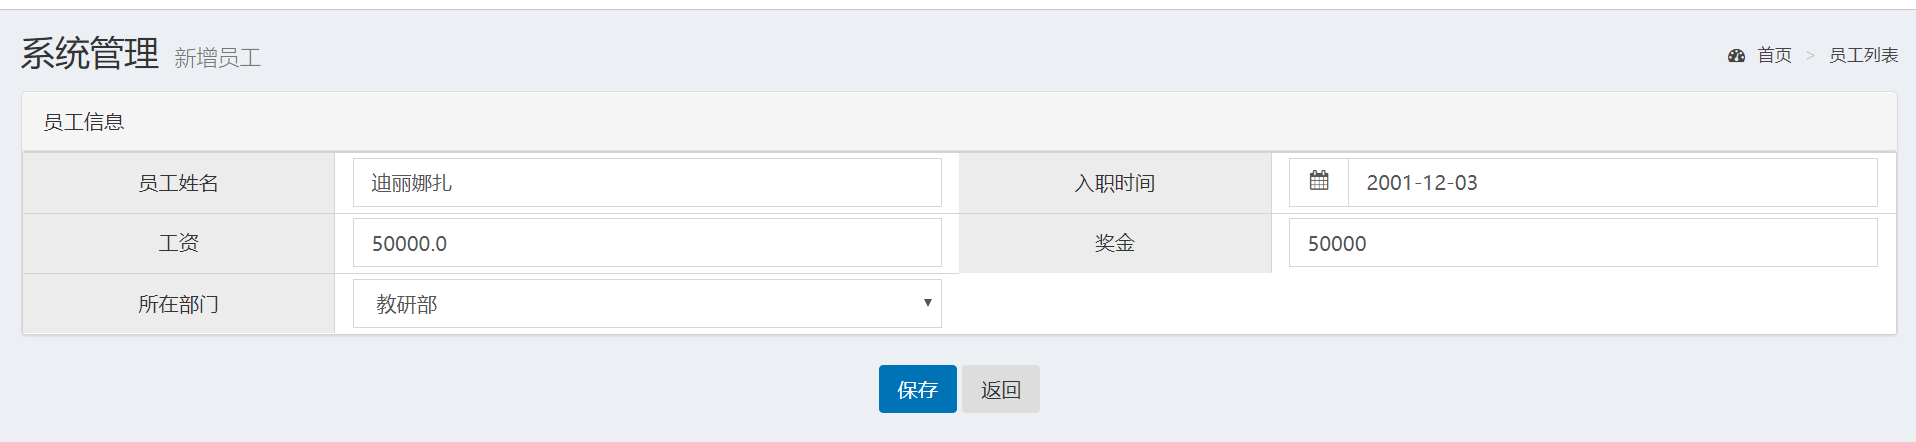 系统管理 新增员工
首页 > 员工列表
员工信息
员工姓名 迪丽娜扎 入职时间 2001-12-03
工资 50000.0 奖金 50000
所在部门 教研部
保存 返回